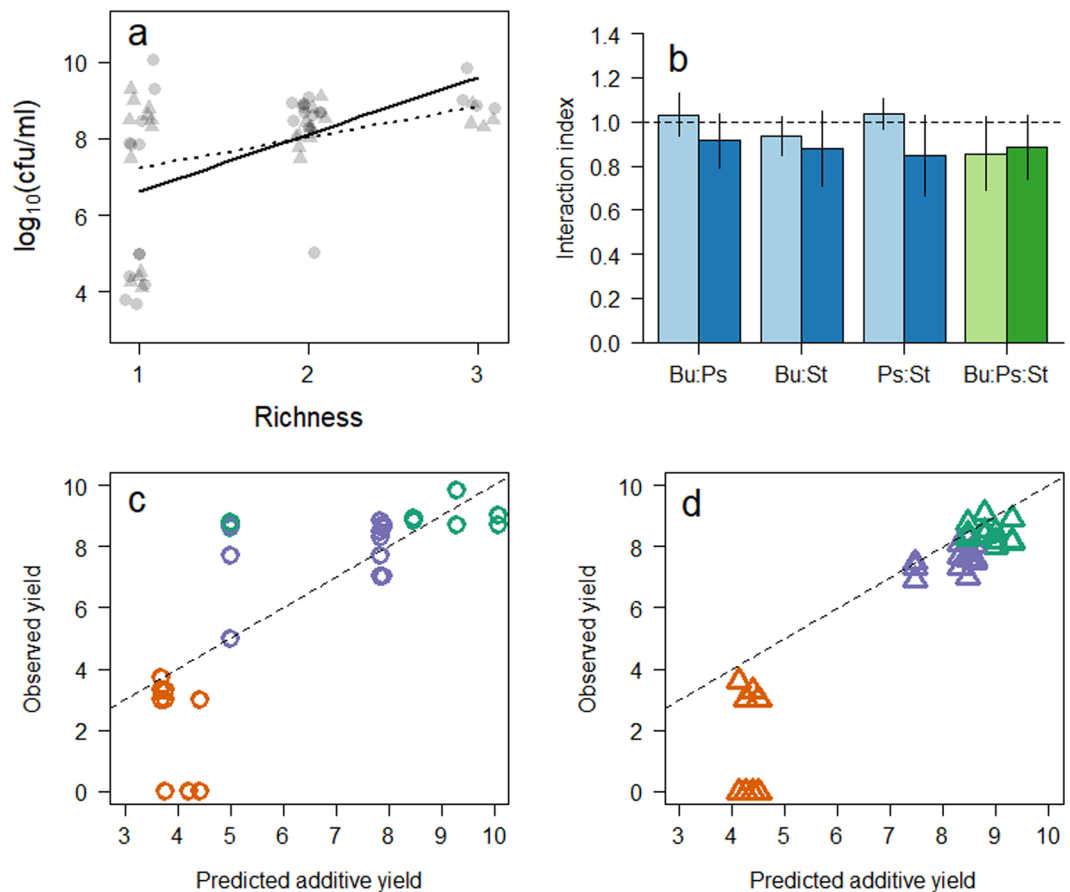 a
log₁₀(cfu/ml)
10
8
6
4
1
2
3
Richness
b
Interaction index
1.4
1.2
1.0
0.8
0.6
0.4
0.2
0.0
Bu:Ps
Bu:St
Ps:St
Bu:Ps:St
c
Observed yield
10
8
6
4
2
0
3
4
5
6
7
8
9
10
Predicted additive yield
d
Observed yield
10
8
6
4
2
0
3
4
5
6
7
8
9
10
Predicted additive yield